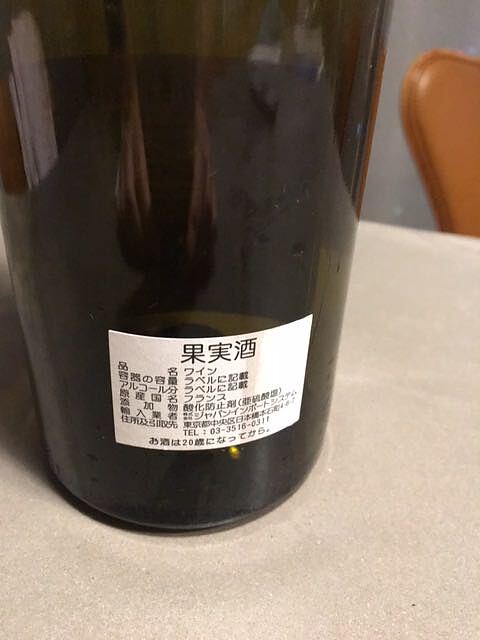 果実酒
品名 ワイン
容器の容量 ラベルに記載
アルコール分 ラベルに記載
原産国名 フランス
添加物 酸化防止剤(亜硫酸塩)
輸入業者 株式会社ジャパンインポートシステム
住所及引取先 東京都中央区日本橋本石町4-6-7
TEL:03-3516-0311
お酒は20歳になってから。